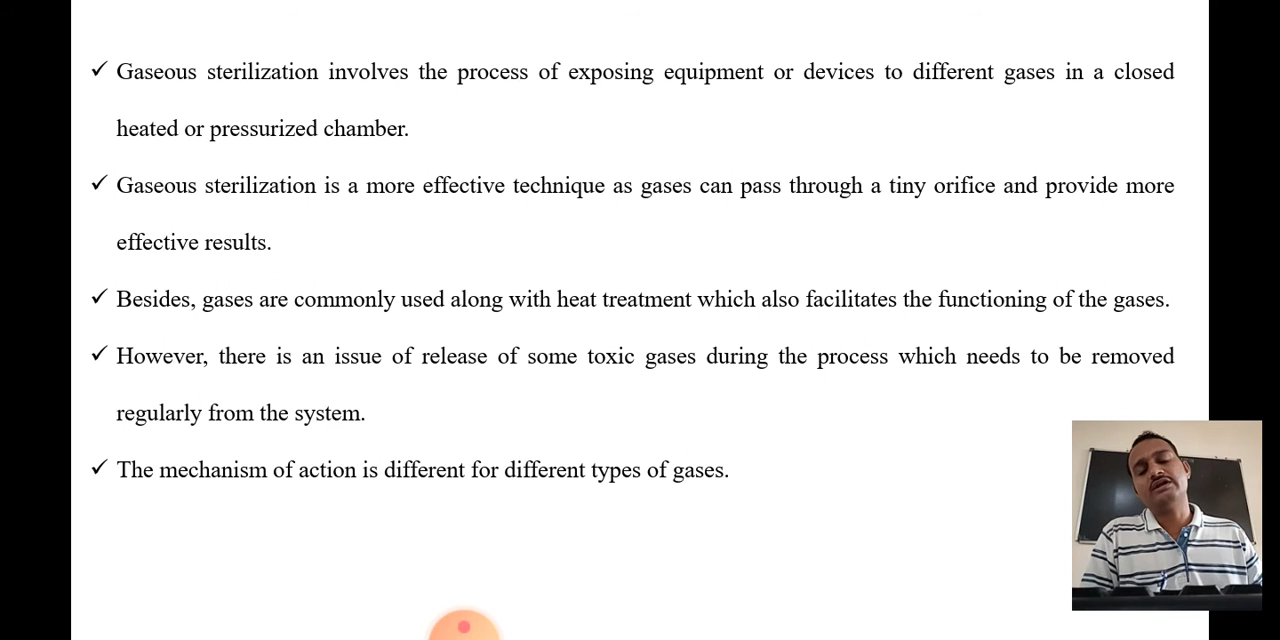 ✓ Gaseous sterilization involves the process of exposing equipment or devices to different gases in a closed
heated or pressurized chamber.
✓ Gaseous sterilization is a more effective technique as gases can pass through a tiny orifice and provide more
effective results.
✓ Besides, gases are commonly used along with heat treatment which also facilitates the functioning of the gases.
✓ However, there is an issue of release of some toxic gases during the process which needs to be removed
regularly from the system.
✓ The mechanism of action is different for different types of gases.